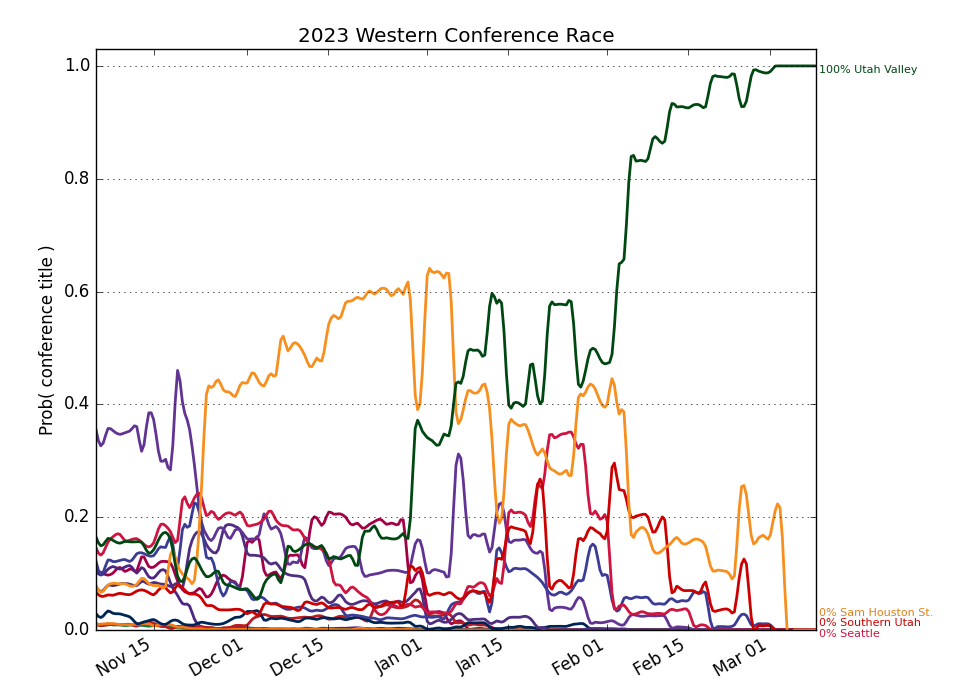 2023 Western Conference Race
Prob( conference title )
1.0
0.8
0.6
0.4
0.2
0.0
100% Utah Valley
0% Sam Houston St.
0% Southern Utah
0% Seattle
Nov 15
Dec 01
Dec 15
Jan 01
Jan 15
Feb 01
Feb 15
Mar 01